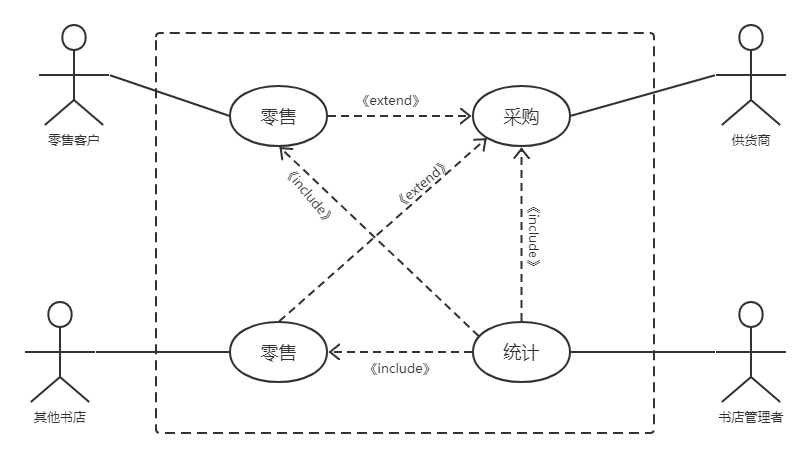 《extend》
零售
采购
零售客户
供货商
《extend》
《include》
《include》
零售
统计
《include》
其他书店
书店管理者